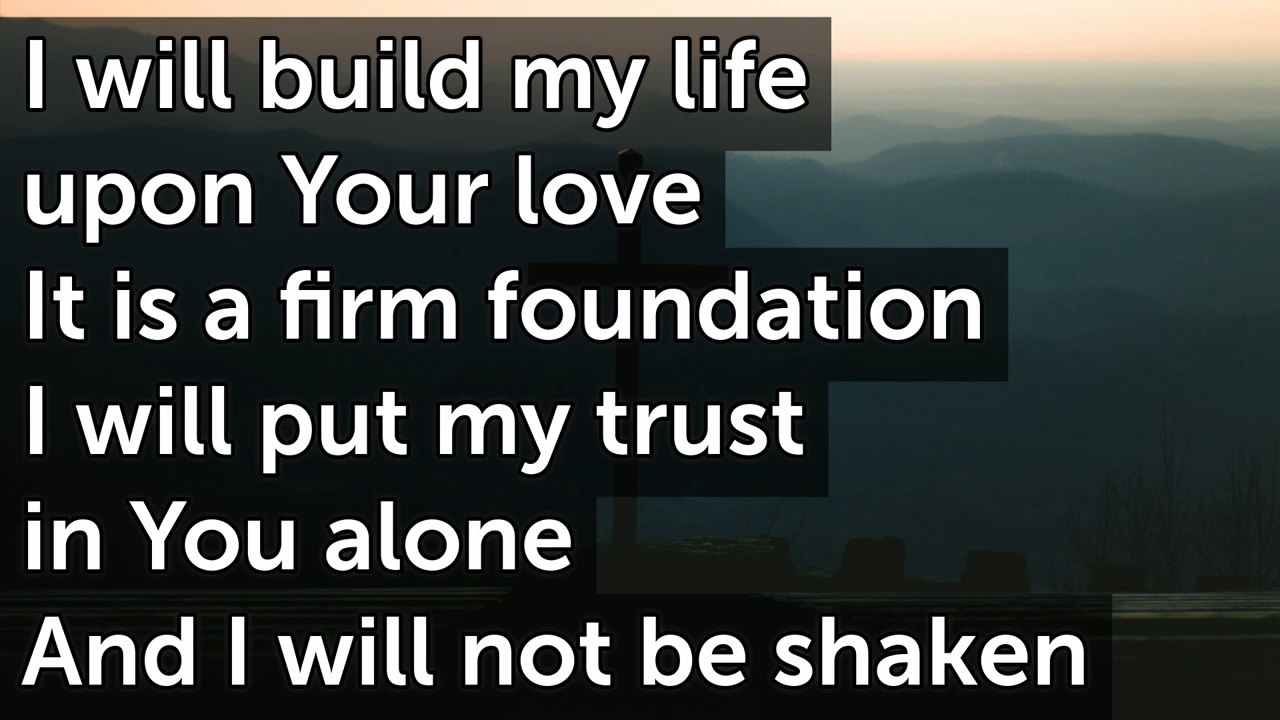 I will build my life
upon Your love
It is a firm foundation
I will put my trust
in You alone
And I will not be shaken